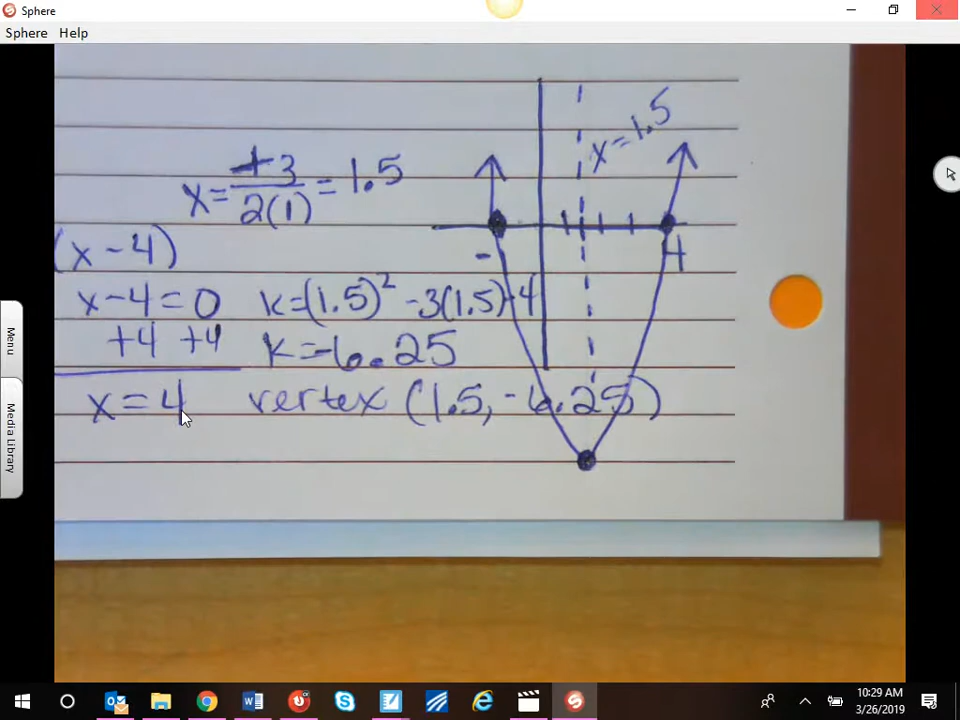 Sphere
Sphere Help
Menu
Media Library
x=1.5
x= +3/2(1) = 1.5
(x-4)
-
4
x-4=0
k=(1.5)² -3(1.5)-4
+4 +4
k=-6.25
x=4
vertex (1.5, -6.25)
10:29 AM
3/26/2019